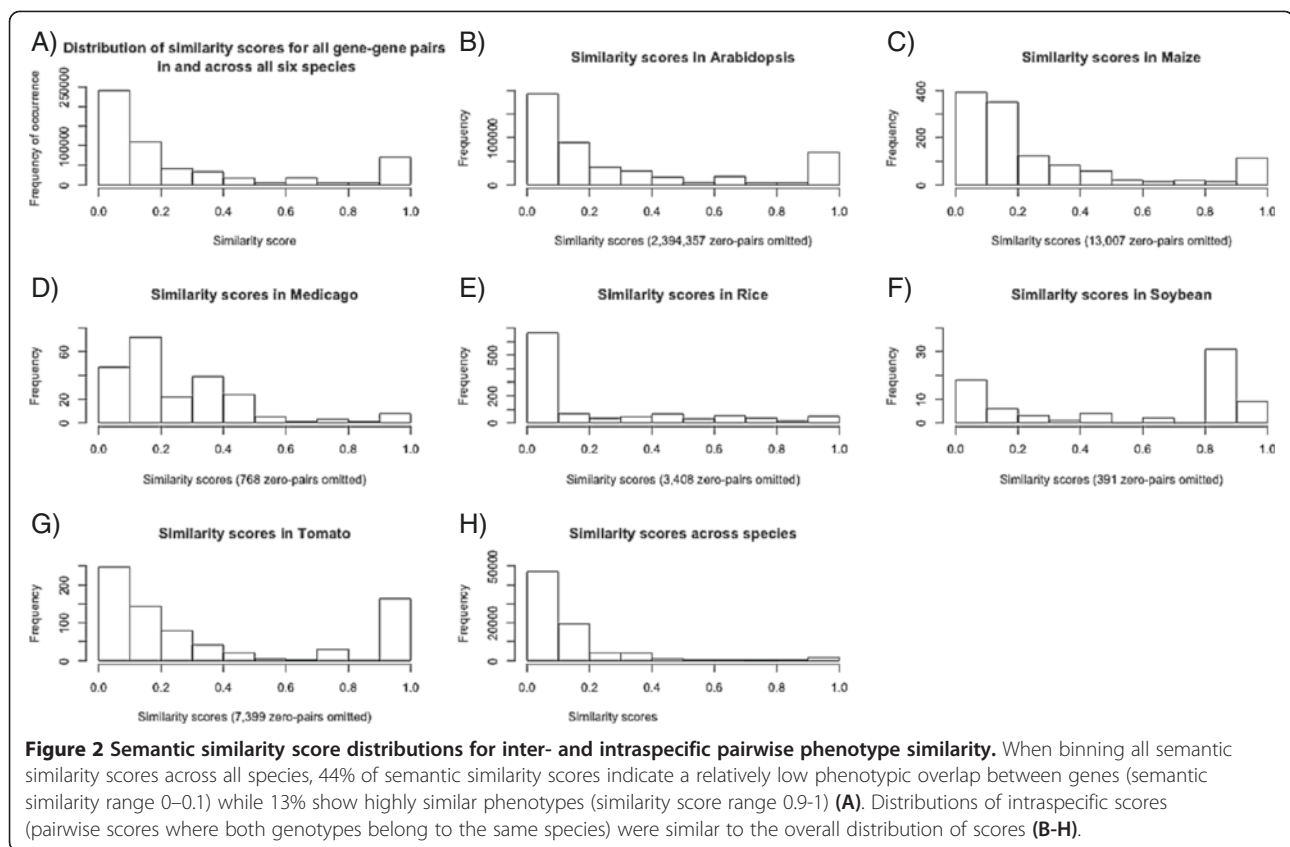 A)
Distribution of similarity scores for all gene-gene pairs
in and across all six species
Frequency of occurrence
0 100000 250000
0.0 0.2 0.4 0.6 0.8 1.0
Similarity score
B)
Similarity scores in Arabidopsis
Frequency
0 100000
0.0 0.2 0.4 0.6 0.8 1.0
Similarity scores (2,394,357 zero-pairs omitted)
C)
Similarity scores in Maize
Frequency
0 200 400
0.0 0.2 0.4 0.6 0.8 1.0
Similarity scores (13,007 zero-pairs omitted)
D)
Similarity scores in Medicago
Frequency
0 20 60
0.0 0.2 0.4 0.6 0.8 1.0
Similarity scores (768 zero-pairs omitted)
E)
Similarity scores in Rice
Frequency
0 200 500
0.0 0.2 0.4 0.6 0.8 1.0
Similarity scores (3,408 zero-pairs omitted)
F)
Similarity scores in Soybean
Frequency
0 10 30
0.0 0.2 0.4 0.6 0.8 1.0
Similarity scores (391 zero-pairs omitted)
G)
Similarity scores in Tomato
Frequency
0 100 200
0.0 0.2 0.4 0.6 0.8 1.0
Similarity scores (7,399 zero-pairs omitted)
H)
Similarity scores across species
Frequency
0 20000 50000
0.0 0.2 0.4 0.6 0.8 1.0
Similarity scores
Figure 2 Semantic similarity score distributions for inter- and intraspecific pairwise phenotype similarity. When binning all semantic
similarity scores across all species, 44% of semantic similarity scores indicate a relatively low phenotypic overlap between genes (semantic
similarity range 0–0.1) while 13% show highly similar phenotypes (similarity score range 0.9-1) (A). Distributions of intraspecific scores
(pairwise scores where both genotypes belong to the same species) were similar to the overall distribution of scores (B-H).